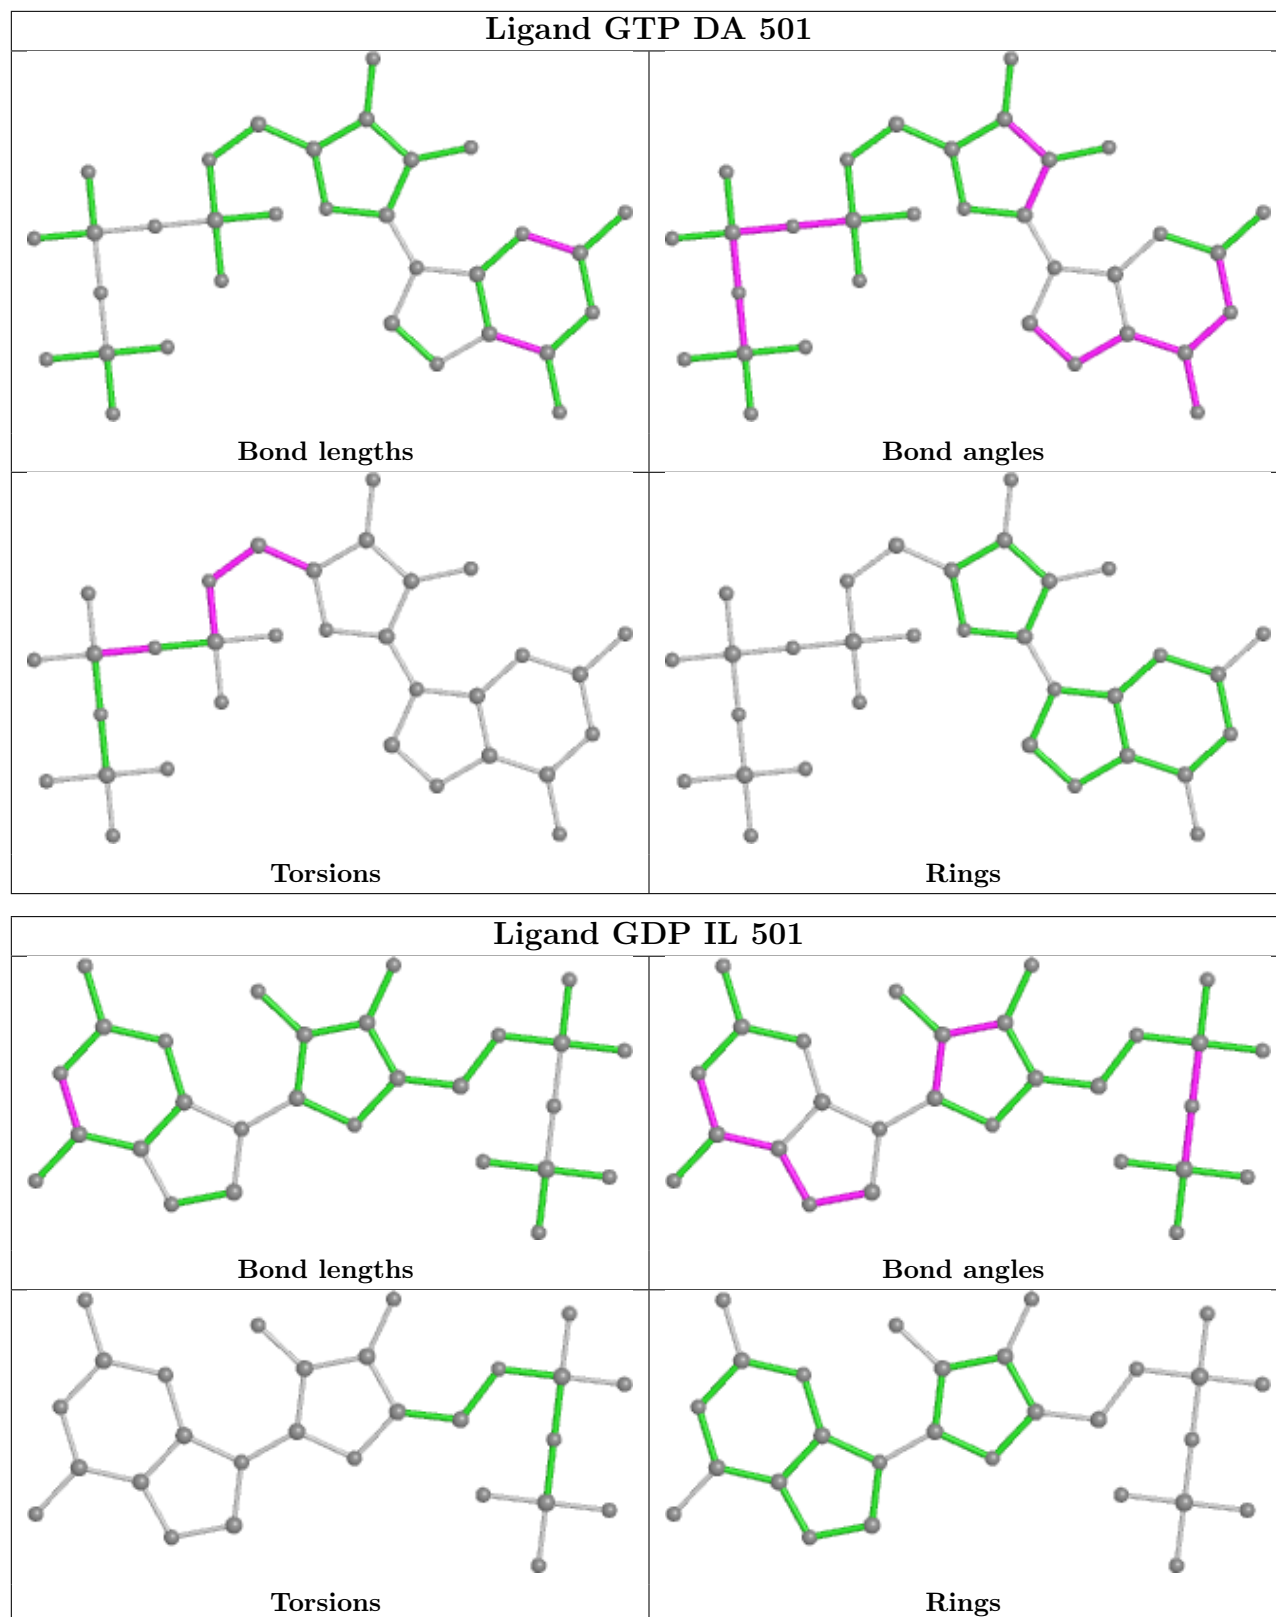 Ligand GTP DA 501
Bond lengths
Bond angles
Torsions
Rings
Ligand GDP IL 501
Bond lengths
Bond angles
Torsions
Rings